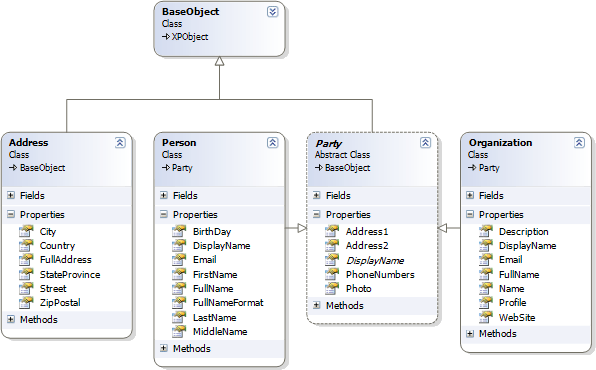 BaseObject
Class
XPObject
Address
Class
BaseObject
Fields
Properties
City
Country
FullAddress
StateProvince
Street
ZipPostal
Methods
Person
Class
Party
Fields
Properties
BirthDay
DisplayName
Email
FirstName
FullName
FullNameFormat
LastName
MiddleName
Methods
Party
Abstract Class
BaseObject
Fields
Properties
Address1
Address2
DisplayName
PhoneNumbers
Photo
Methods
Organization
Class
Party
Fields
Properties
Description
DisplayName
Email
FullName
Name
Profile
WebSite
Methods